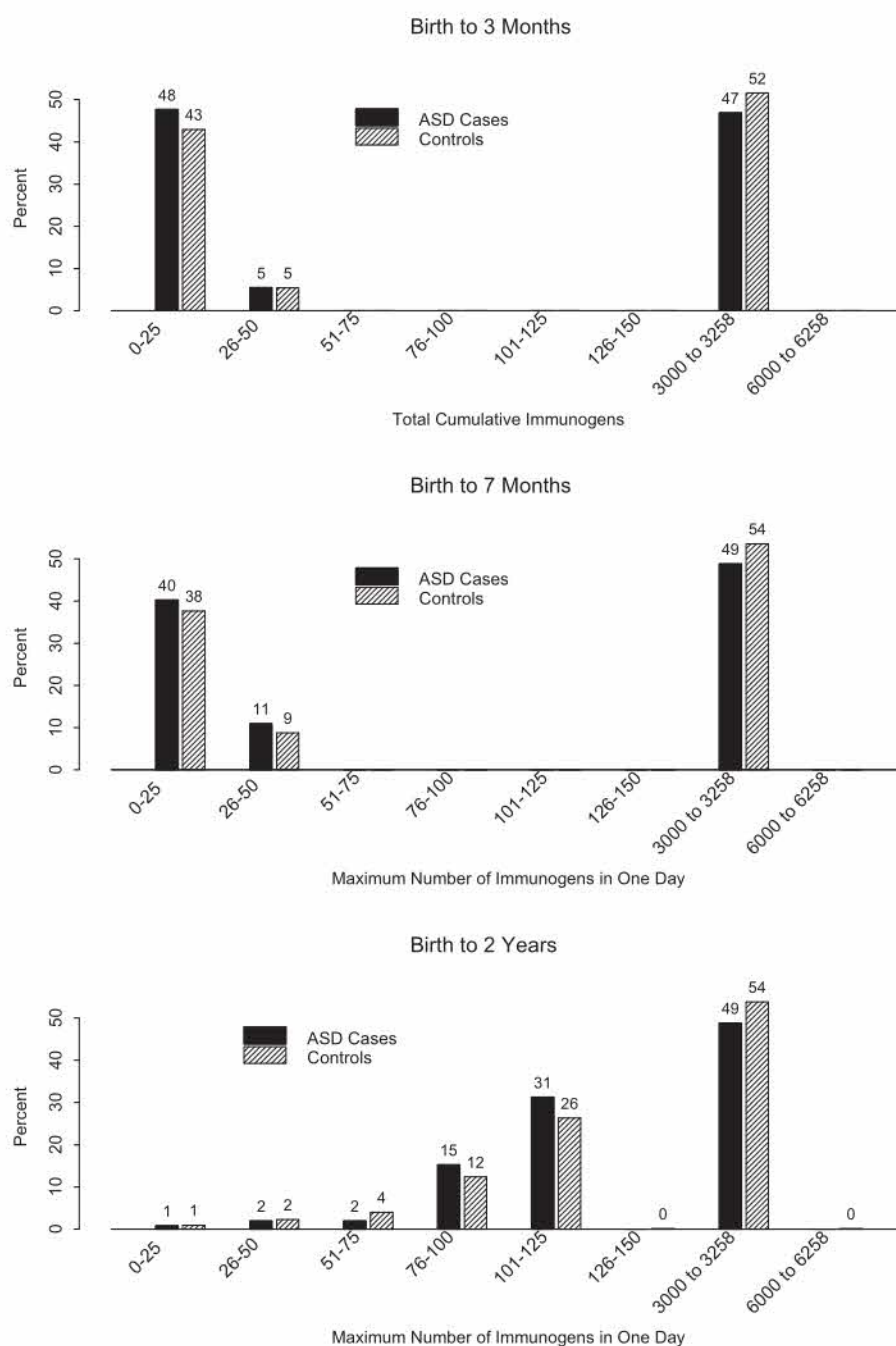 Birth to 3 Months
48
43
5
5
47
52
ASD Cases
Controls
Percent
50
40
30
20
10
0
0-25
26-50
51-75
76-100
101-125
126-150
3000 to 3258
6000 to 6258
Total Cumulative Immunogens
Birth to 7 Months
40
38
11
9
49
54
ASD Cases
Controls
Percent
50
40
30
20
10
0
0-25
26-50
51-75
76-100
101-125
126-150
3000 to 3258
6000 to 6258
Maximum Number of Immunogens in One Day
Birth to 2 Years
1
1
2
2
2
4
15
12
31
26
0
49
54
0
ASD Cases
Controls
Percent
50
40
30
20
10
0
0-25
26-50
51-75
76-100
101-125
126-150
3000 to 3258
6000 to 6258
Maximum Number of Immunogens in One Day